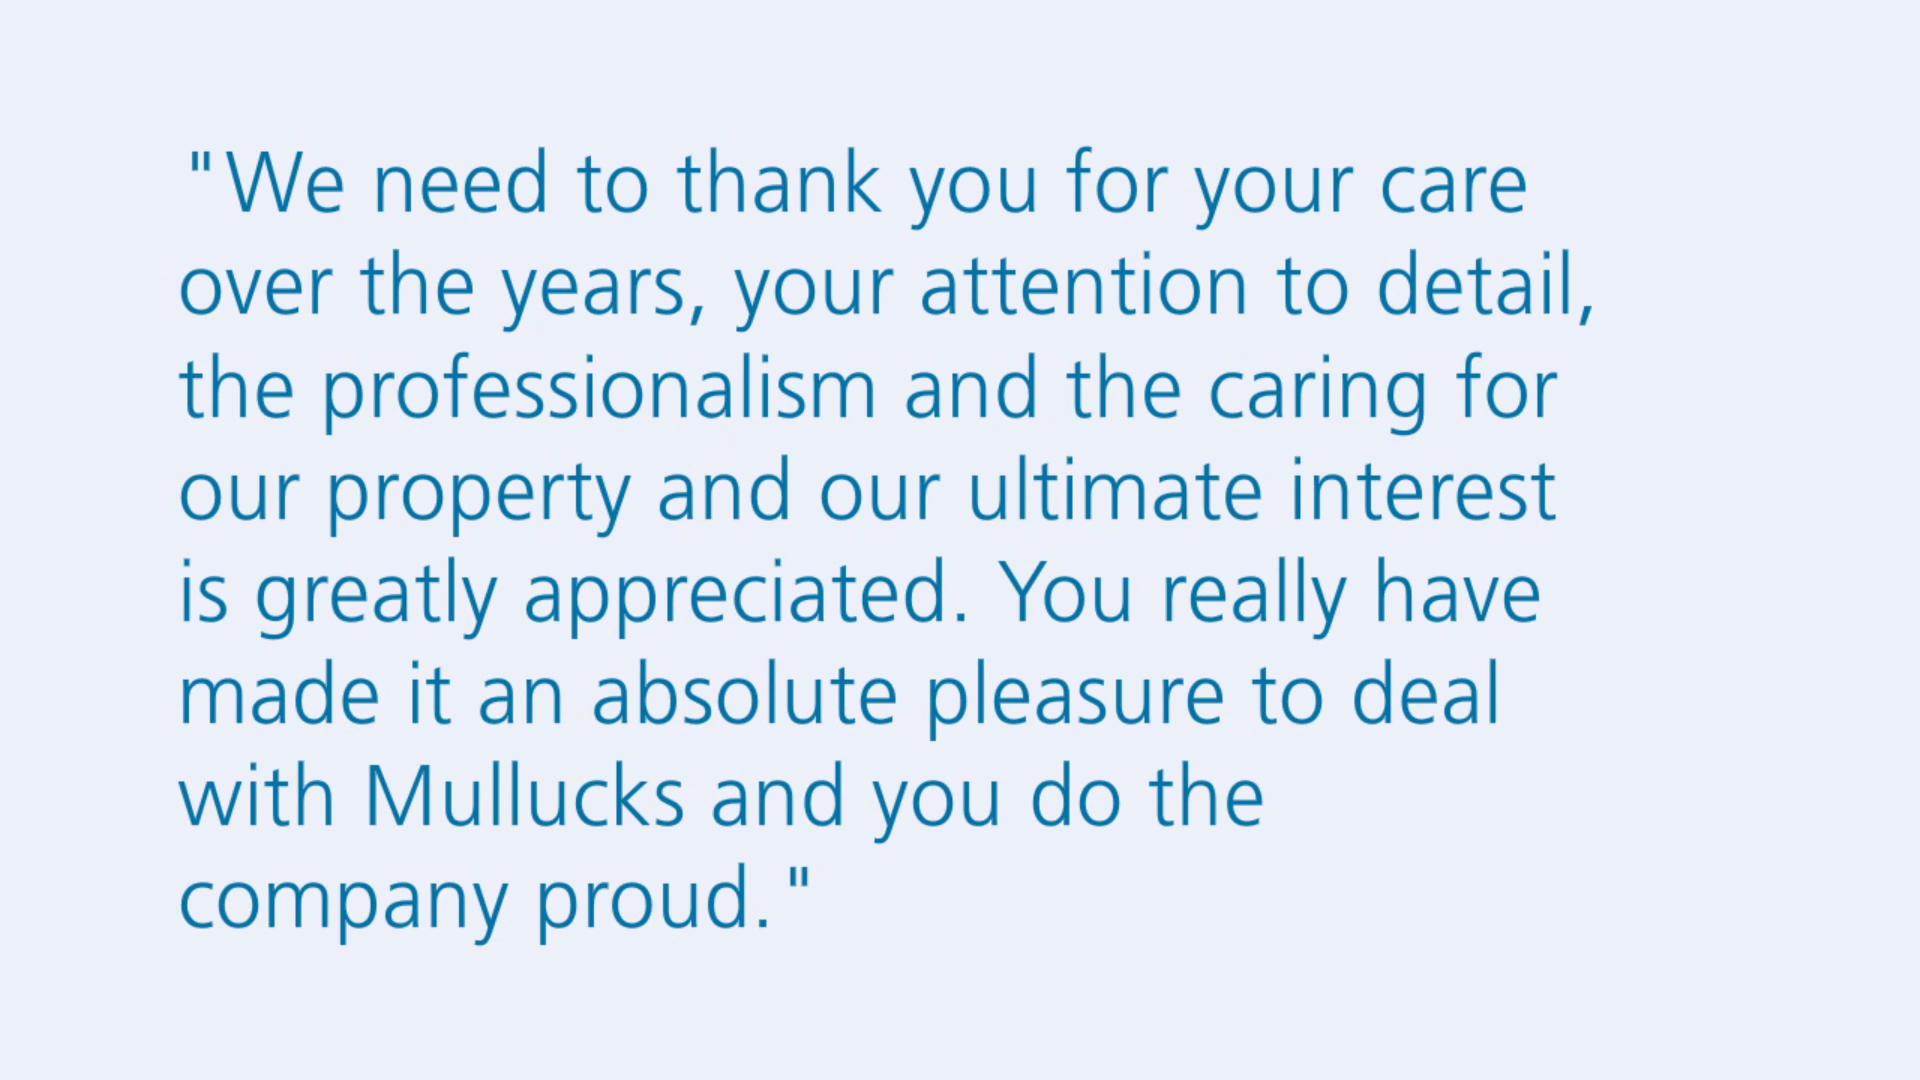 "We need to thank you for your care
over the years, your attention to detail,
the professionalism and the caring for
our property and our ultimate interest
is greatly appreciated. You really have
made it an absolute pleasure to deal
with Mullucks and you do the
company proud."